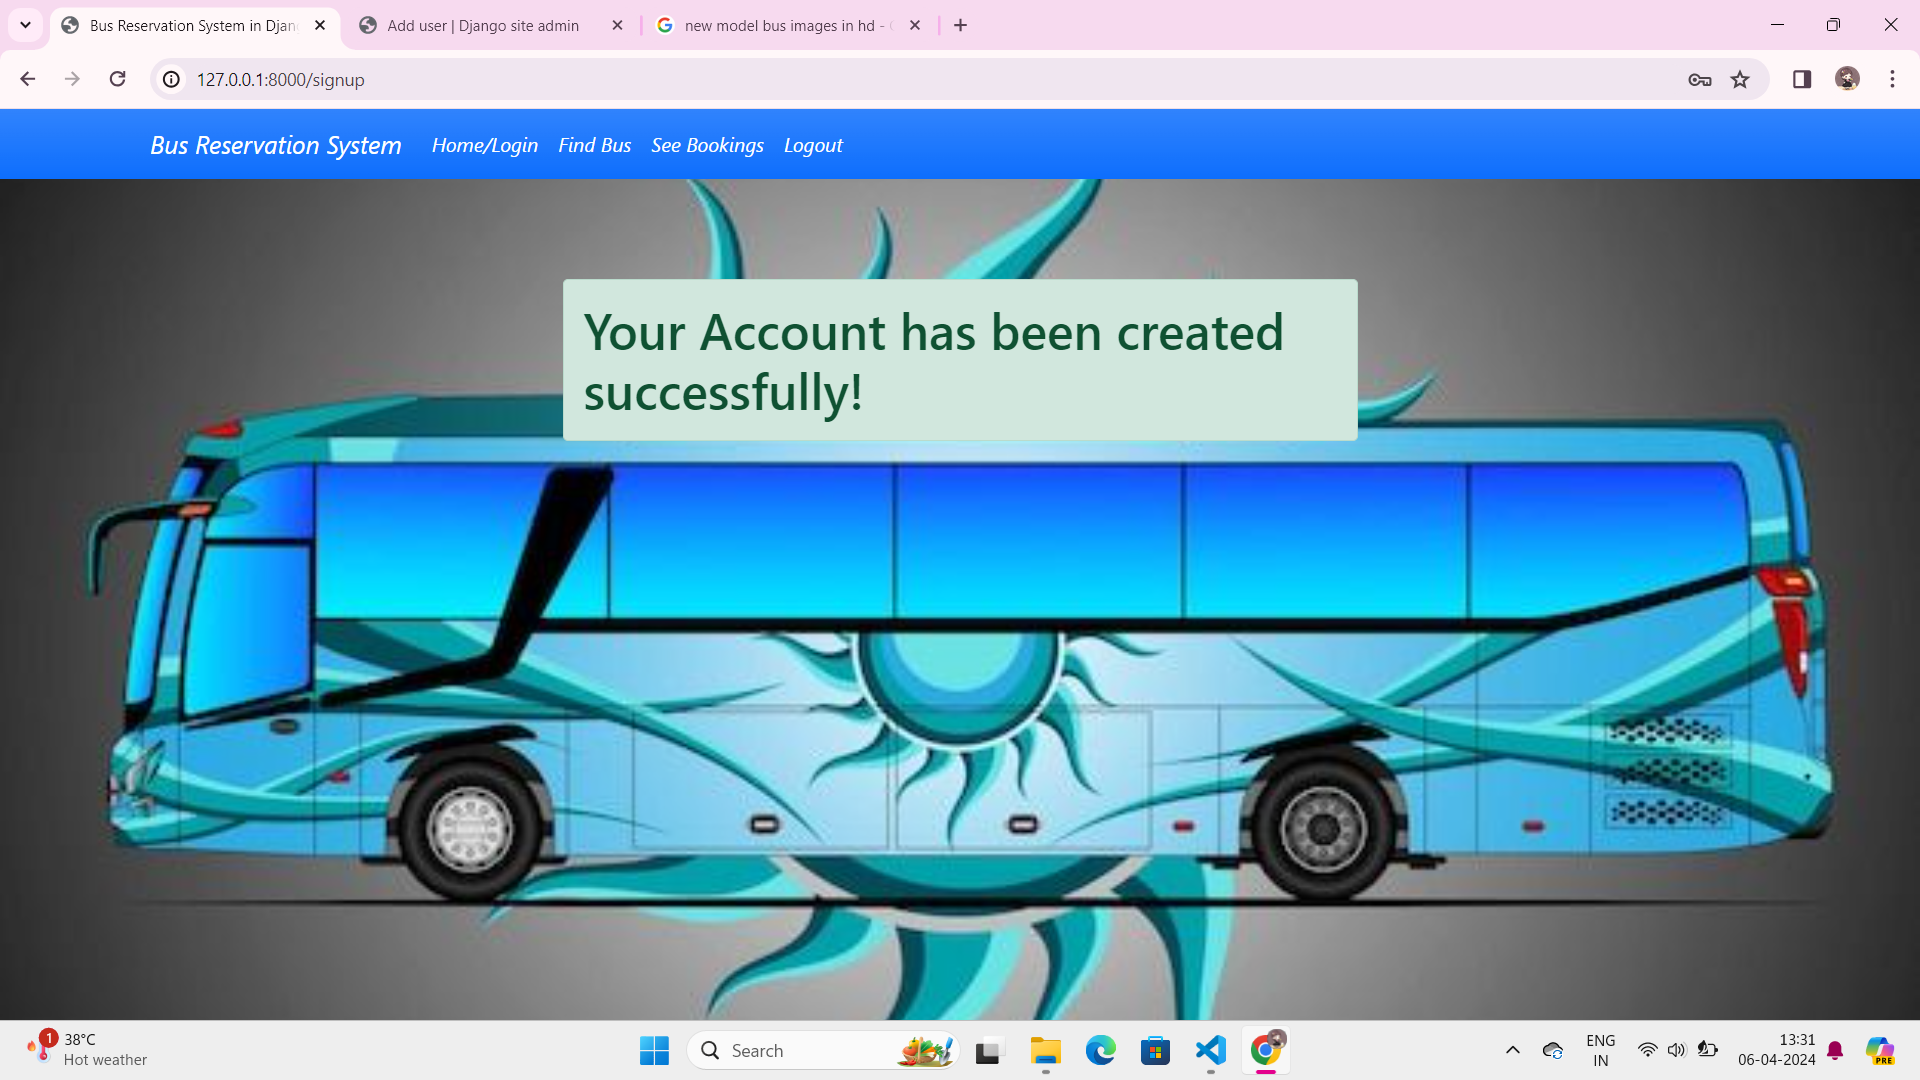 Bus Reservation System in Djan
Add user | Django site admin
new model bus images in hd -
127.0.0.1:8000/signup
Bus Reservation System
Home/Login
Find Bus
See Bookings
Logout
Your Account has been created
successfully!
1
38°C
Hot weather
Search
PRE
ENG
IN
13:31
06-04-2024